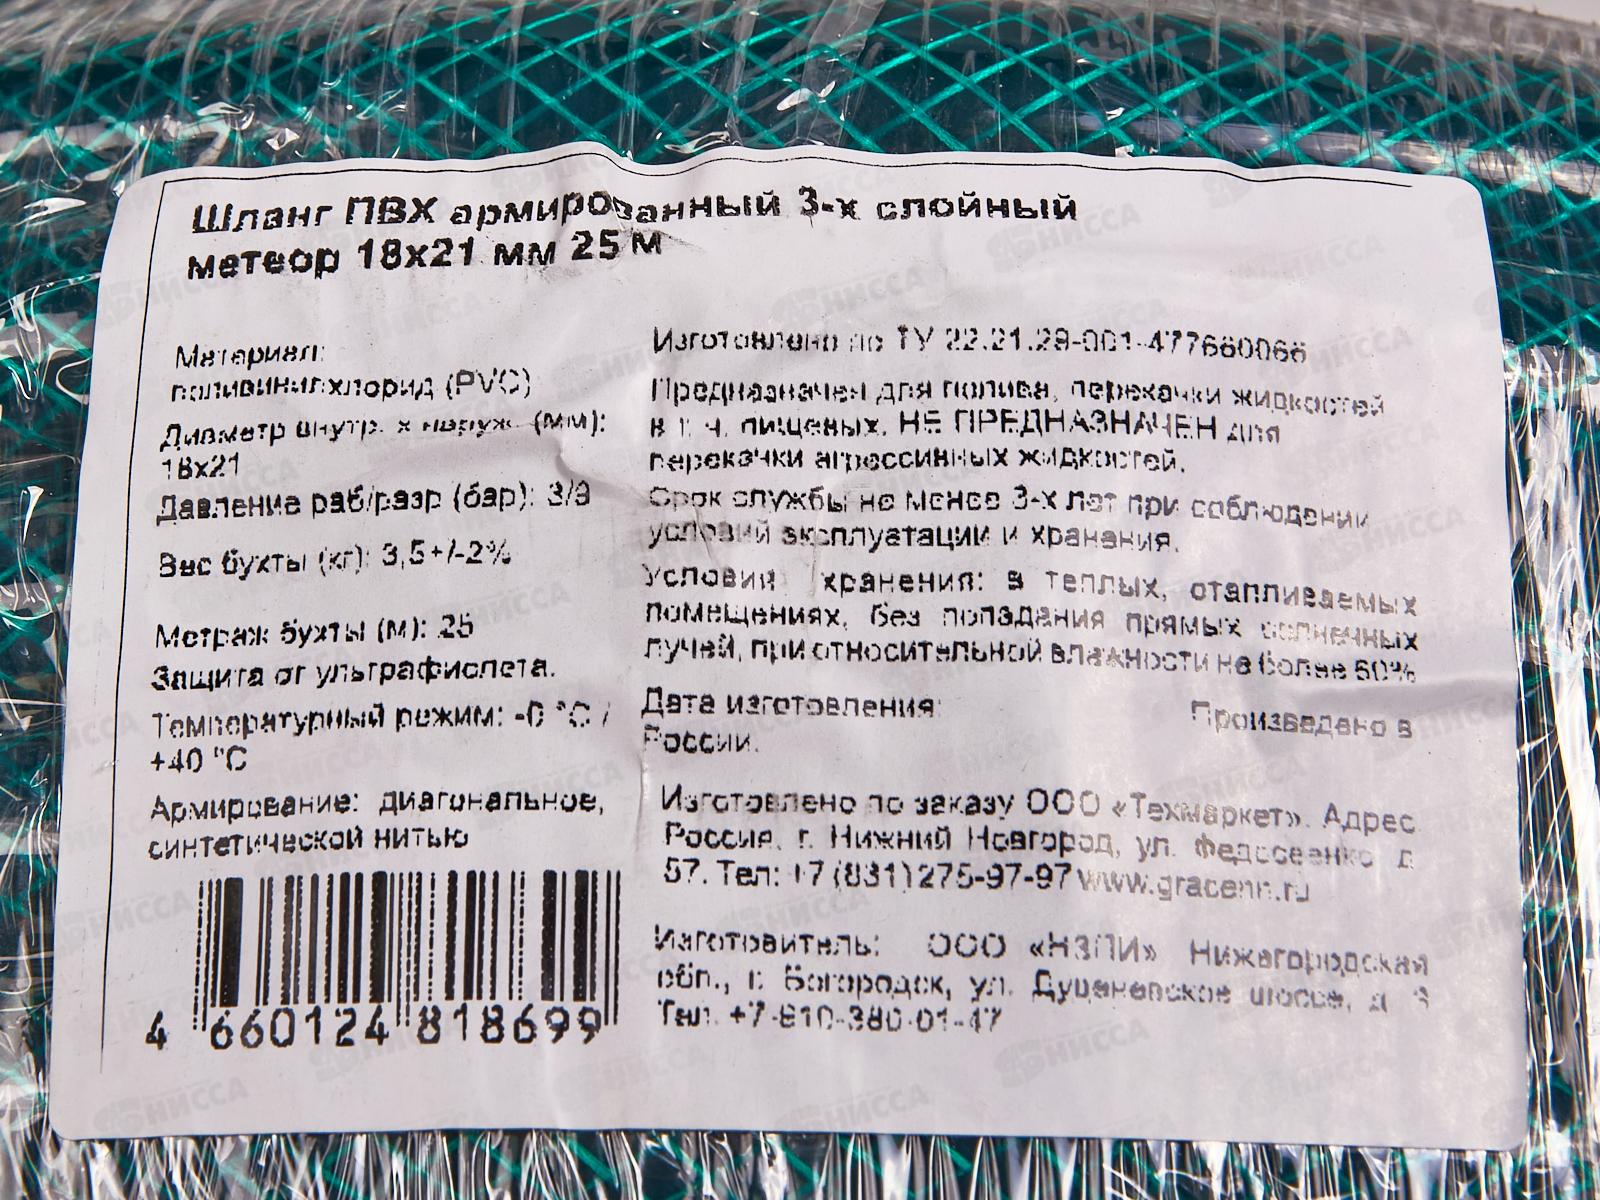 Шланг ПВХ армированный 3-х слойный
метеор 18х21 мм 25 м
Материал:
поливинилхлорид (PVC)
Диаметр внутр. х наруж. (мм):
18х21
Давление раб/разр (бар): 3/9
Вес бухты (кг): 3,5+/-2%
Метраж бухты (м): 25
Защита от ультрафиолета.
Температурный режим: -0 °С /
+40 °С
Армирование: диагональное,
синтетической нитью
4 660124 818699
Изготовлено по ТУ 22.21.29-001-477660066
Предназначен для полива, перекачки жидкостей
в т. ч. пищевых. НЕ ПРЕДНАЗНАЧЕН для
перекачки агрессивных жидкостей.
Срок службы не менее 3-х лет при соблюдении
условий эксплуатации и хранения.
Условия хранения: в теплых, отапливаемых
помещениях, без попадания прямых солнечных
лучей, при относительной влажности не более 60%
Дата изготовления: Произведено в
России.
Изготовлено по заказу ООО «Техмаркет». Адрес
Россия, г. Нижний Новгород, ул. Федосеенко д
57. Тел: +7 (831) 275-97-97 www.gracenn.ru
Изготовитель: ООО «НЗПИ» Нижегородская
обл., г. Богородск, ул. шоссе, д
Тел. +7-910-380-01-47
НИССА